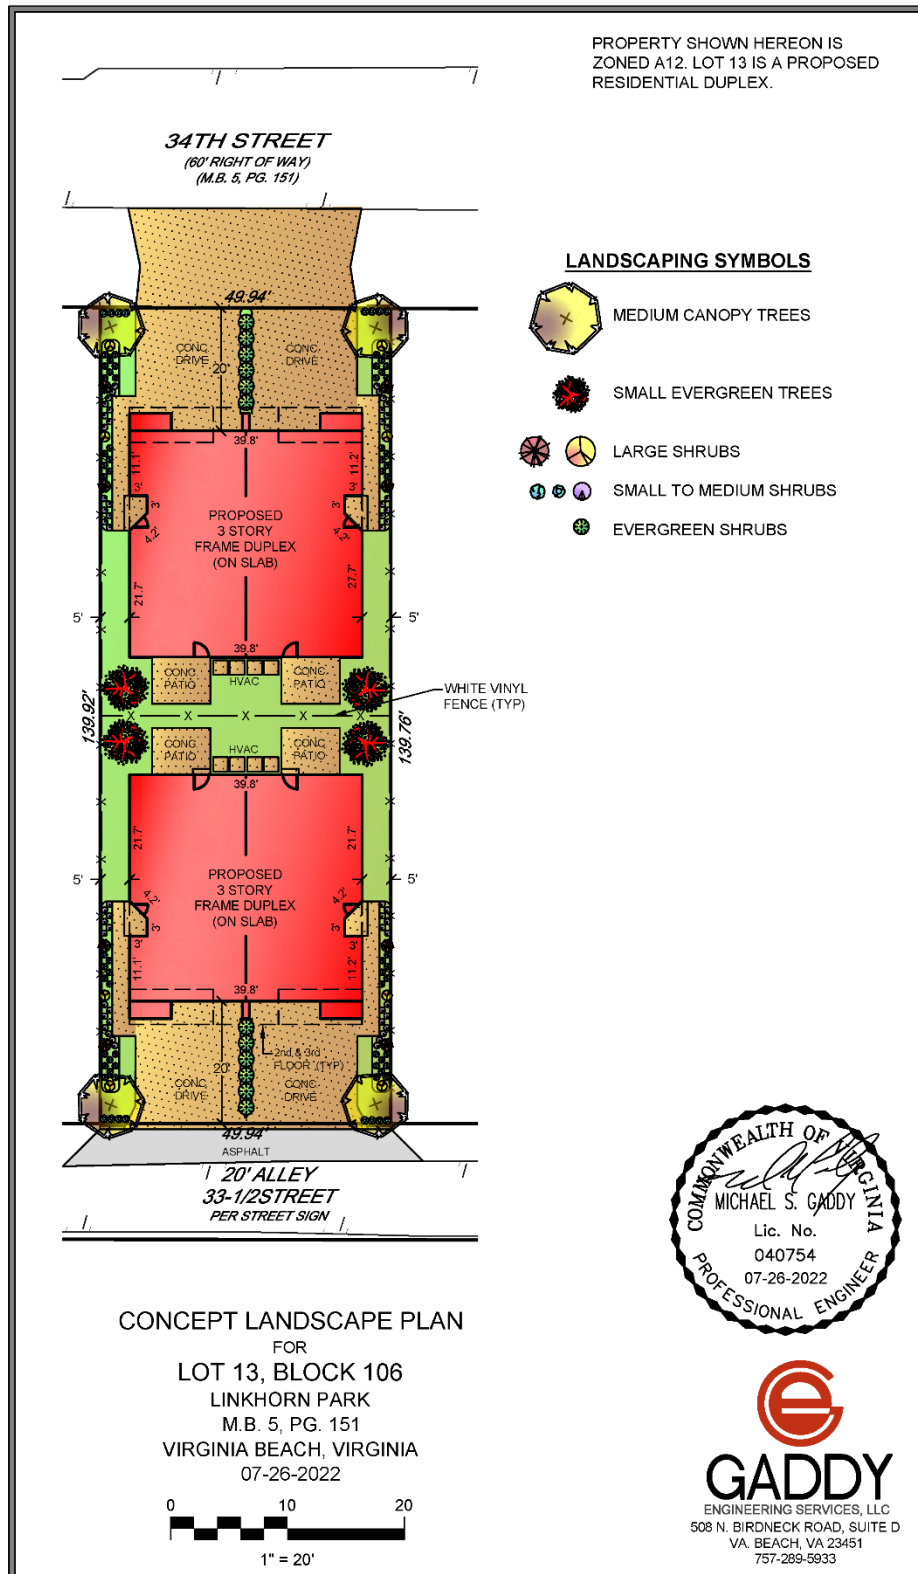 PROPERTY SHOWN HEREON IS
ZONED A12. LOT 13 IS A PROPOSED
RESIDENTIAL DUPLEX.
34TH STREET
(60' RIGHT OF WAY)
(M.B. 5, PG. 151)
LANDSCAPING SYMBOLS
MEDIUM CANOPY TREES
SMALL EVERGREEN TREES
LARGE SHRUBS
SMALL TO MEDIUM SHRUBS
EVERGREEN SHRUBS
49.94'
CONC
DRIVE
20'
CONC
DRIVE
39.8'
11.1'
11.2'
3'
3'
3'
3'
4.2'
4.2'
PROPOSED
3 STORY
FRAME DUPLEX
(ON SLAB)
21.7'
27.7'
5'
5'
39.8'
CONC
PATIO
HVAC
CONC
PATIO
WHITE VINYL
FENCE (TYP)
139.92'
139.76'
X X X X X
CONC
PATIO
HVAC
CONC
PATIO
39.8'
21.7'
21.7'
5'
5'
PROPOSED
3 STORY
FRAME DUPLEX
(ON SLAB)
4.2'
4.2'
3'
3'
3'
3'
11.1'
11.2'
39.8'
2nd & 3rd
FLOOR (TYP)
20'
CONC
DRIVE
CONC
DRIVE
49.94'
ASPHALT
20' ALLEY
33-1/2STREET
PER STREET SIGN
COMMONWEALTH OF VIRGINIA
MICHAEL S. GADDY
Lic. No.
040754
07-26-2022
PROFESSIONAL ENGINEER
CONCEPT LANDSCAPE PLAN
FOR
LOT 13, BLOCK 106
LINKHORN PARK
M.B. 5, PG. 151
VIRGINIA BEACH, VIRGINIA
07-26-2022
0 10 20
1" = 20'
GADDY
ENGINEERING SERVICES, LLC
508 N. BIRDNECK ROAD, SUITE D
VA. BEACH, VA 23451
757-289-5933